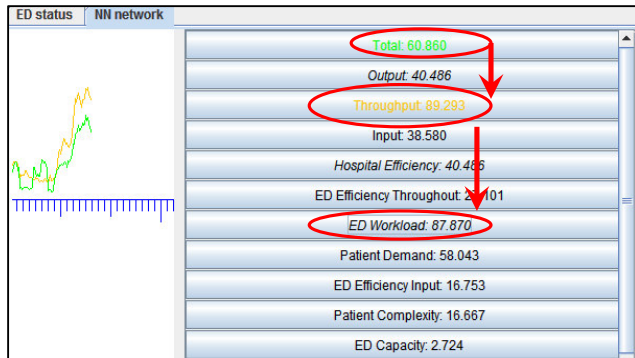 ED status NN network
Total: 60.860
Output: 40.486
Throughput: 89.293
Input: 38.580
Hospital Efficiency: 40.486
ED Efficiency Throughout: 101
ED Workload: 87.870
Patient Demand: 58.043
ED Efficiency Input: 16.753
Patient Complexity: 16.667
ED Capacity: 2.724